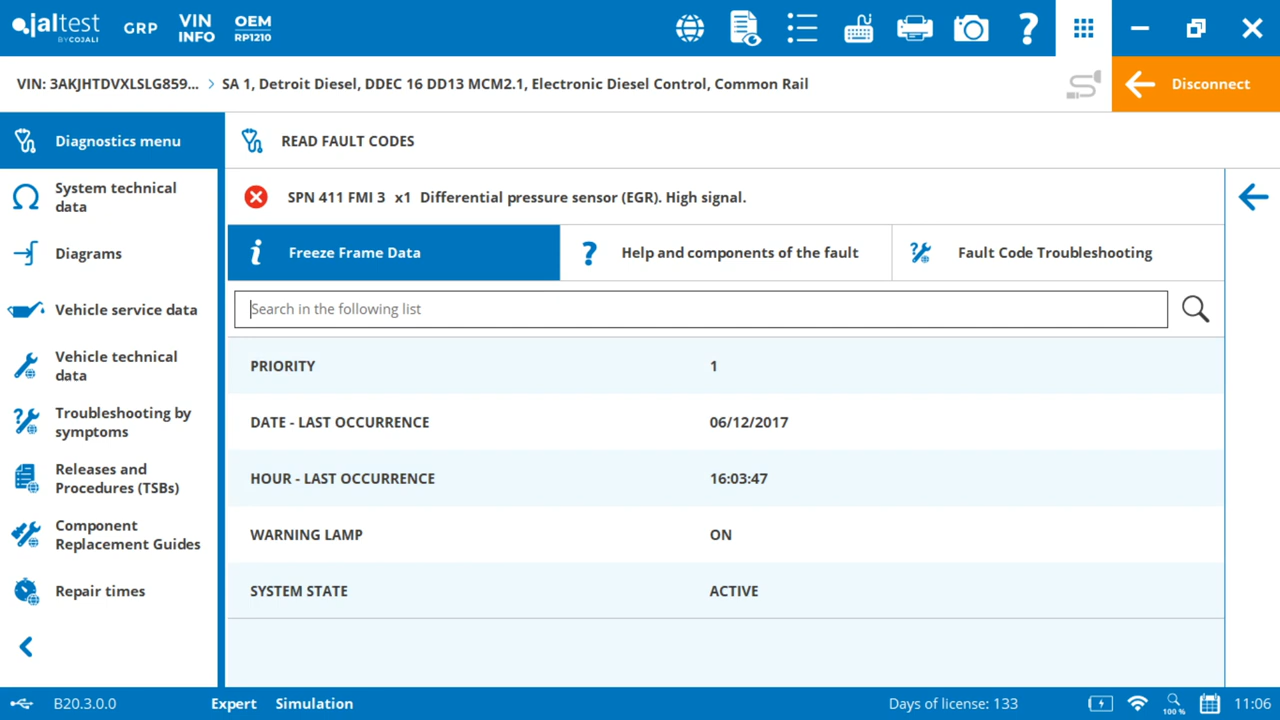 jaltest
BY COJALI
GRP
VIN
INFO
OEM
RP1210
VIN: 3AKJHTDVXLSLG859... > SA 1, Detroit Diesel, DDEC 16 DD13 MCM2.1, Electronic Diesel Control, Common Rail
Disconnect
Diagnostics menu
READ FAULT CODES
System technical
data
SPN 411 FMI 3 x1 Differential pressure sensor (EGR). High signal.
Diagrams
Freeze Frame Data
Help and components of the fault
Fault Code Troubleshooting
Vehicle service data
Search in the following list
Vehicle technical
data
PRIORITY 1
Troubleshooting by
symptoms
DATE - LAST OCCURRENCE 06/12/2017
Releases and
Procedures (TSBs)
HOUR - LAST OCCURRENCE 16:03:47
Component
Replacement Guides
WARNING LAMP ON
Repair times
SYSTEM STATE ACTIVE
B20.3.0.0
Expert
Simulation
Days of license: 133
100 %
11:06